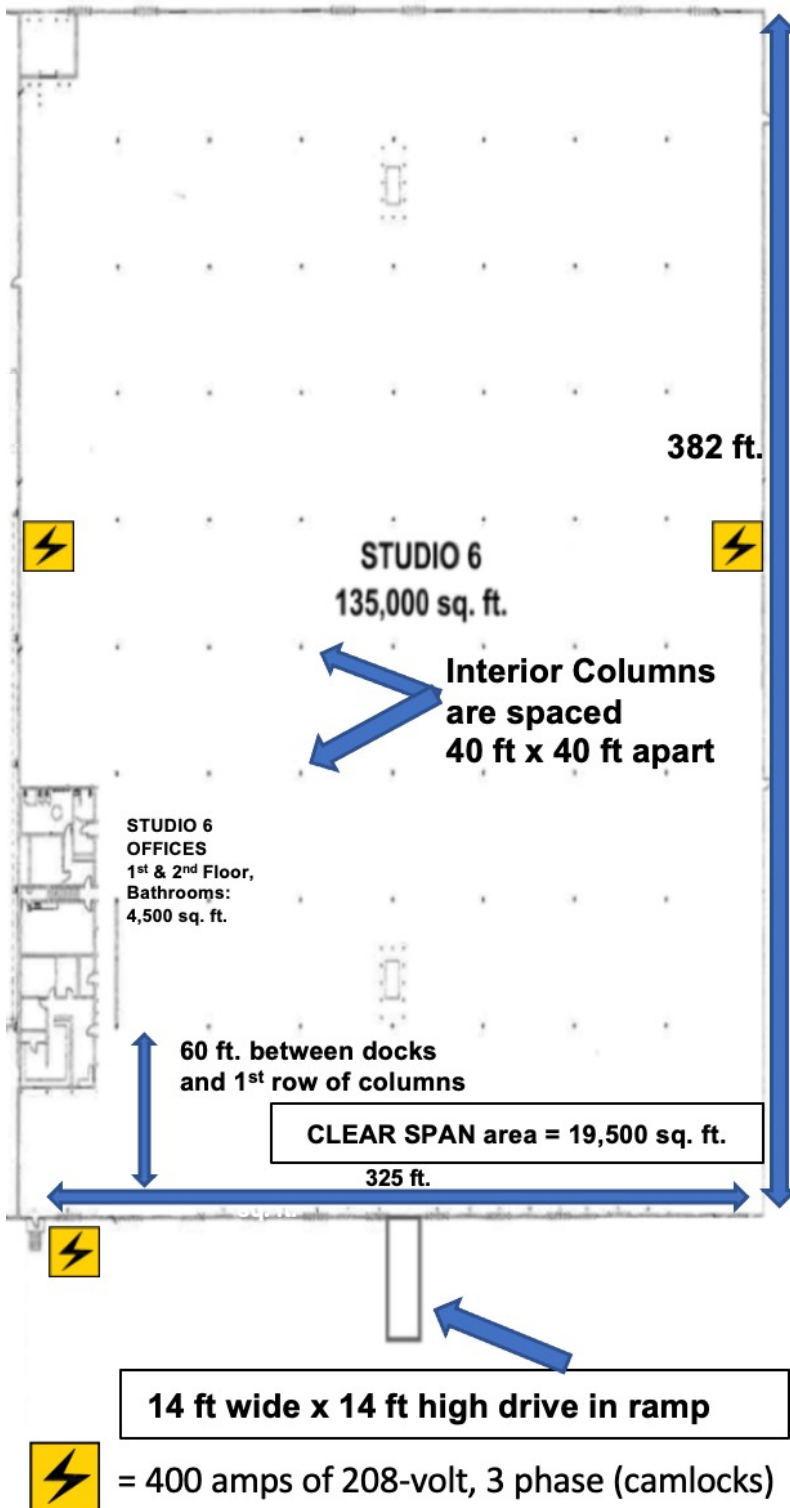 382 ft.
STUDIO 6
135,000 sq. ft.
Interior Columns
are spaced
40 ft x 40 ft apart
STUDIO 6
OFFICES
1st & 2nd Floor,
Bathrooms:
4,500 sq. ft.
60 ft. between docks
and 1st row of columns
CLEAR SPAN area = 19,500 sq. ft.
325 ft.
sq. ft.
14 ft wide x 14 ft high drive in ramp
= 400 amps of 208-volt, 3 phase (camlocks)